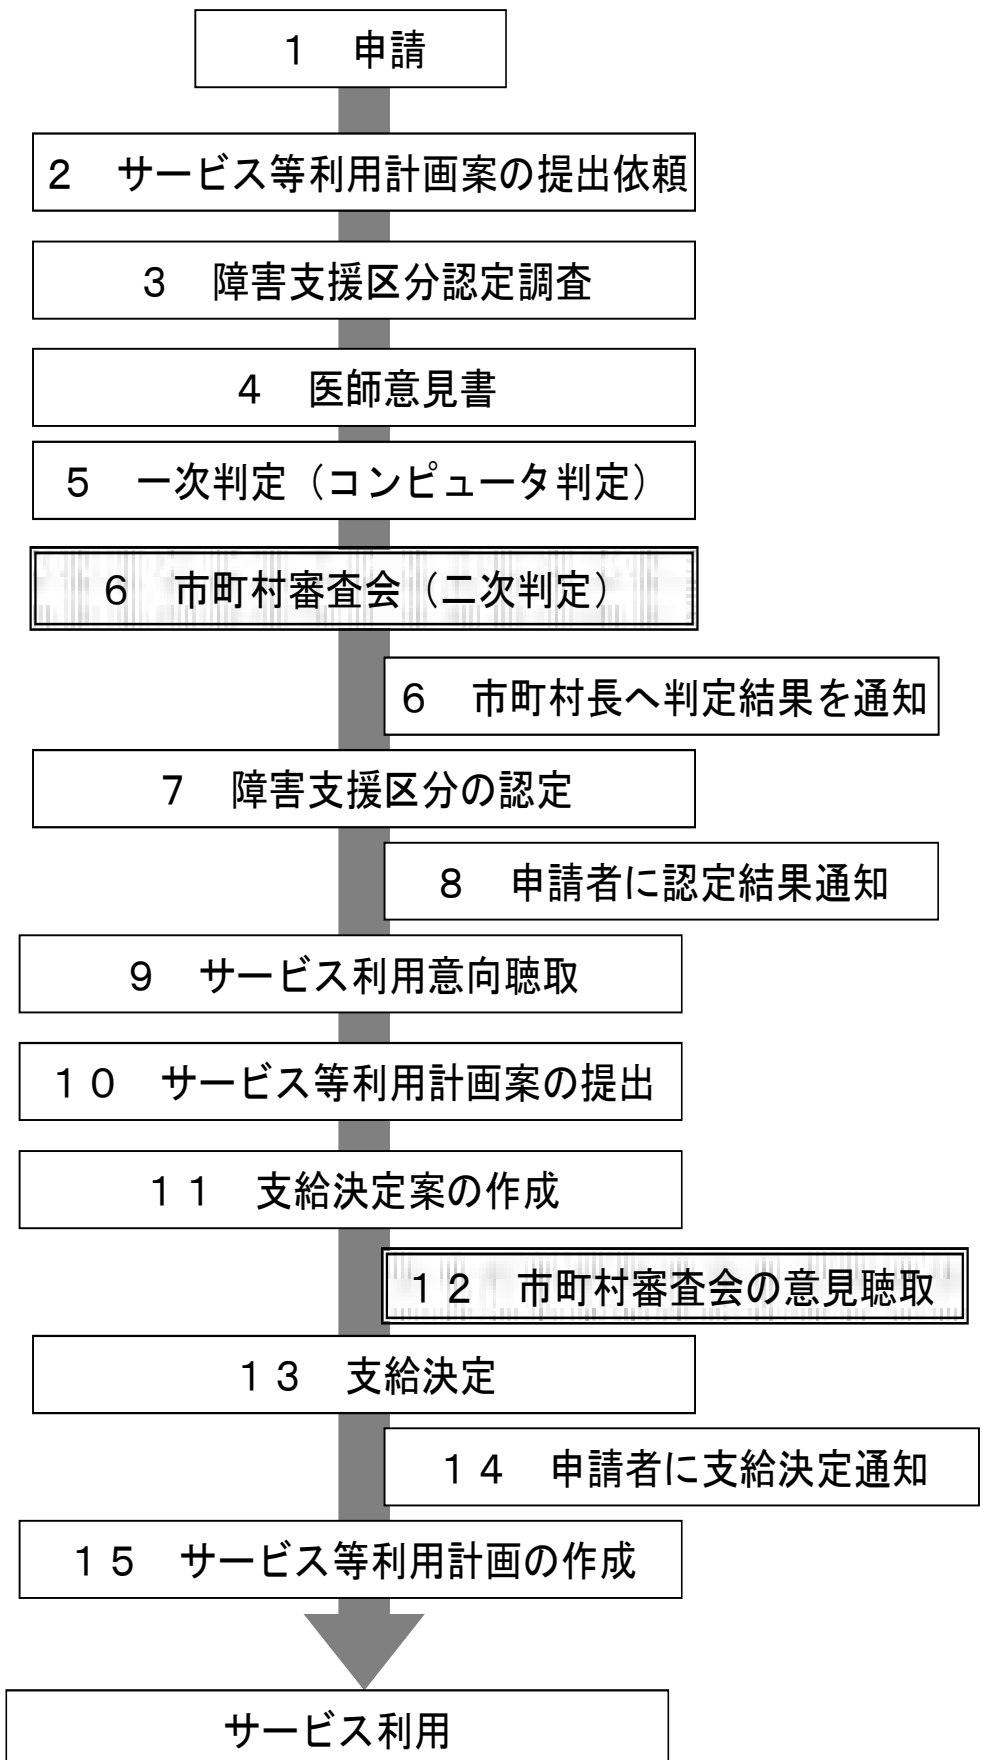 １　申請
２　サービス等利用計画案の提出依頼
３　障害支援区分認定調査
４　医師意見書
５　一次判定（コンピュータ判定）
６　市町村審査会（二次判定）
６　市町村長へ判定結果を通知
７　障害支援区分の認定
８　申請者に認定結果通知
９　サービス利用意向聴取
１０　サービス等利用計画案の提出
１１　支給決定案の作成
１２　市町村審査会の意見聴取
１３　支給決定
１４　申請者に支給決定通知
１５　サービス等利用計画の作成
サービス利用